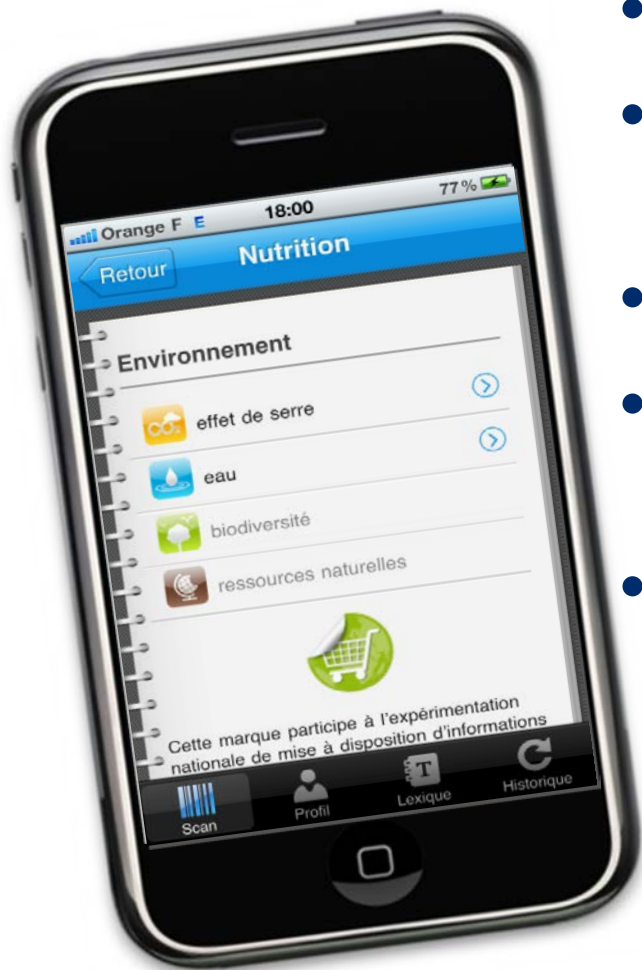 Orange F E 18:00 77 %
Retour Nutrition
Environnement
CO₂ effet de serre
eau
biodiversité
ressources naturelles
Cette marque participe à l'expérimentation
nationale de mise à disposition d'informations
Scan Profil T Lexique Historique